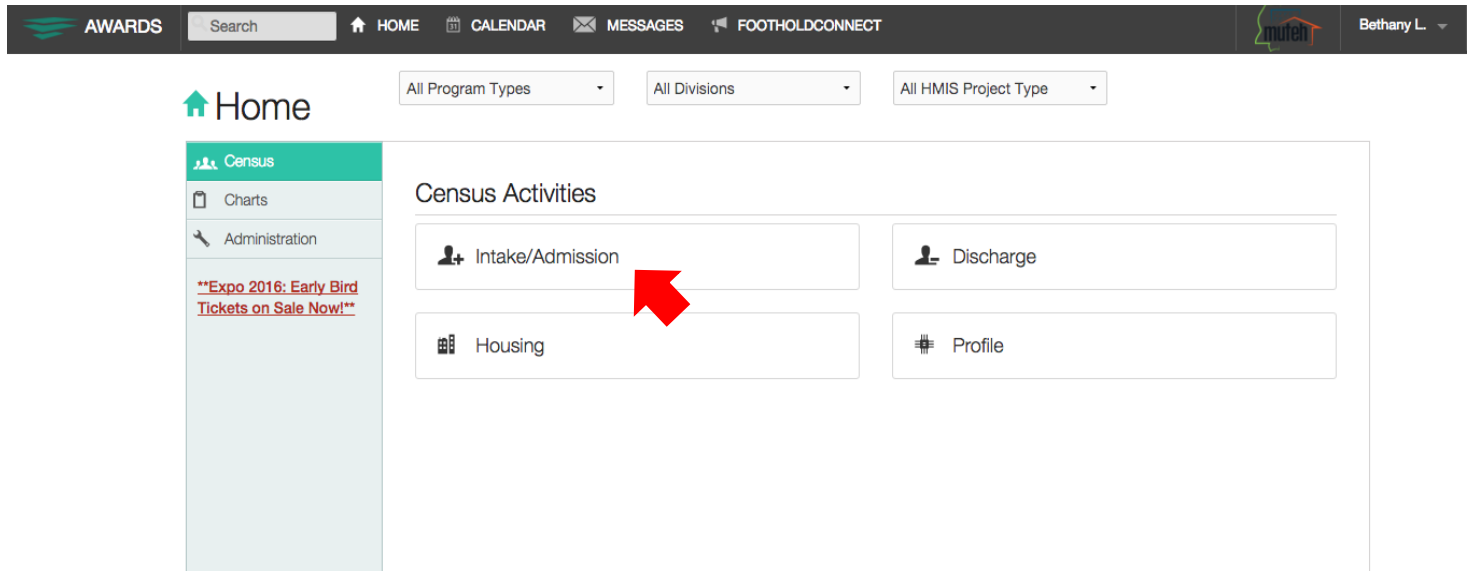 AWARDS Search HOME CALENDAR MESSAGES FOOTHOLDCONNECT muteh Bethany L.
Home
All Program Types All Divisions All HMIS Project Type
Census
Charts
Administration
**Expo 2016: Early Bird
Tickets on Sale Now!**
Census Activities
Intake/Admission Discharge
Housing Profile